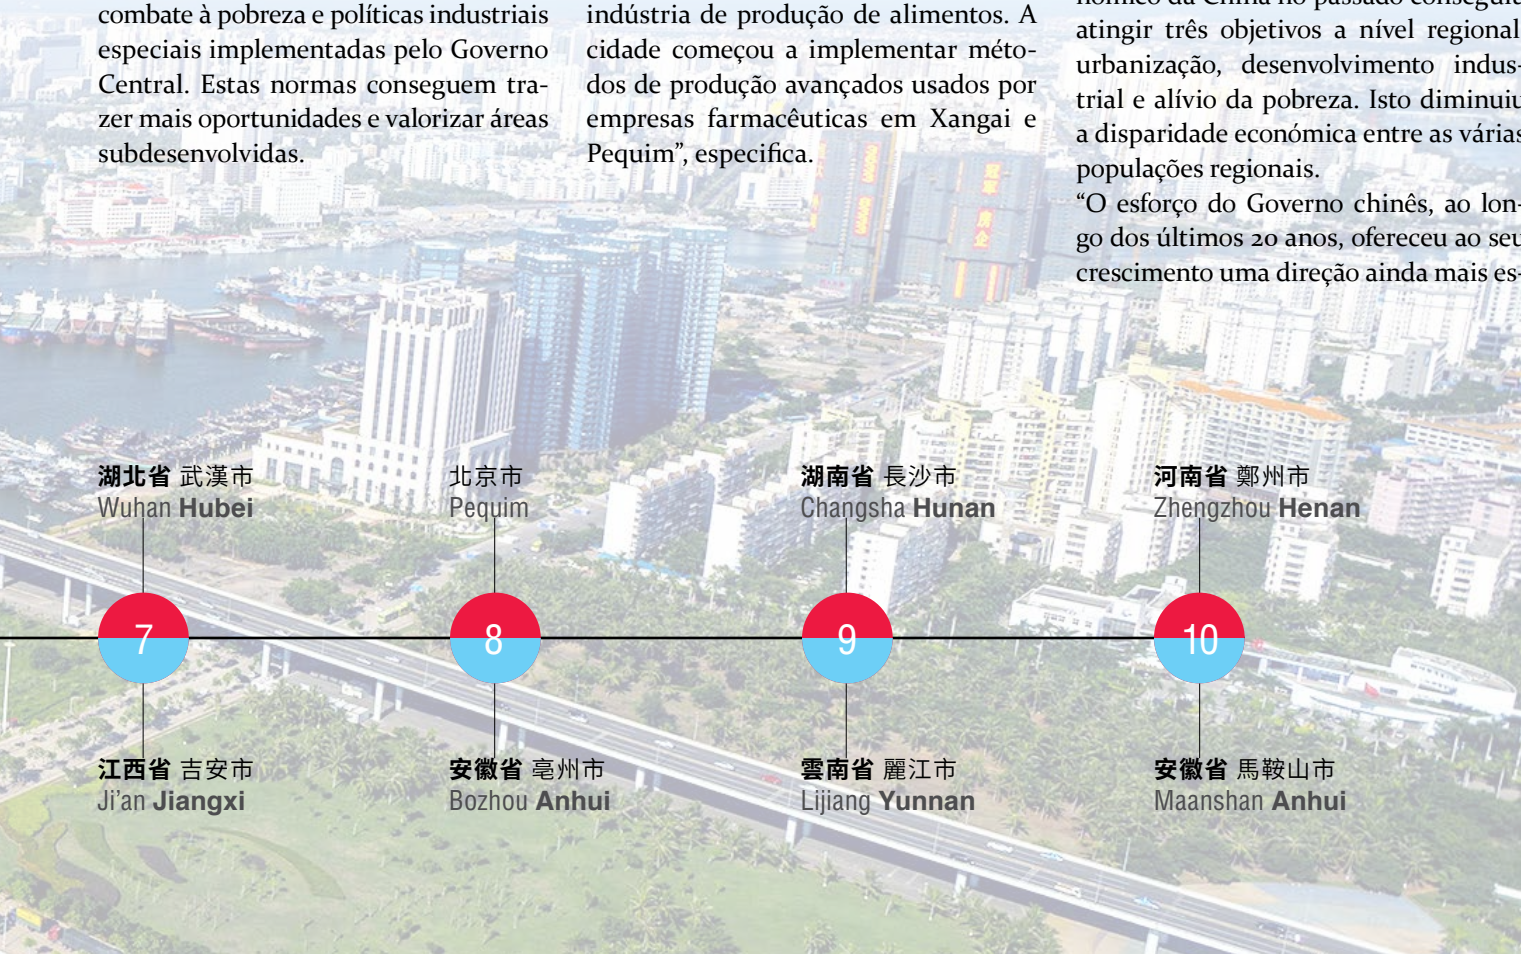 combate à pobreza e políticas industriais
especiais implementadas pelo Governo
Central. Estas normas conseguem tra-
zer mais oportunidades e valorizar áreas
subdesenvolvidas.
indústria de produção de alimentos. A
cidade começou a implementar méto-
dos de produção avançados usados por
empresas farmacêuticas em Xangai e
Pequim”, especifica.
atingir três objetivos a nível regional
urbanização, desenvolvimento indus-
trial e alívio da pobreza. Isto diminuiu
a disparidade económica entre as várias
populações regionais.
“O esforço do Governo chinês, ao lon-
go dos últimos 20 anos, ofereceu ao seu
crescimento uma direção ainda mais es-
湖北省 武漢市
Wuhan Hubei
北京市
Pequim
湖南省 長沙市
Changsha Hunan
河南省 鄭州市
Zhengzhou Henan
7
8
9
10
江西省 吉安市
Ji’an Jiangxi
安徽省 亳州市
Bozhou Anhui
雲南省 麗江市
Lijiang Yunnan
安徽省 馬鞍山市
Maanshan Anhui